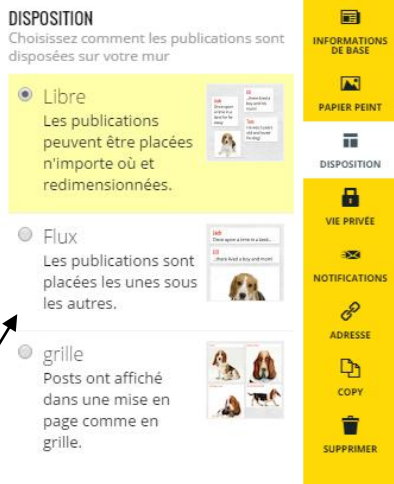 DISPOSITION
Choisissez comment les publications sont
disposées sur votre mur
Libre
Les publications
peuvent être placées
n'importe où et
redimensionnées.
Flux
Les publications sont
placées les unes sous
les autres.
grille
Posts ont affiché
dans une mise en
page comme en
grille.
INFORMATIONS
DE BASE
PAPIER PEINT
DISPOSITION
VIE PRIVÉE
NOTIFICATIONS
ADRESSE
COPY
SUPPRIMER